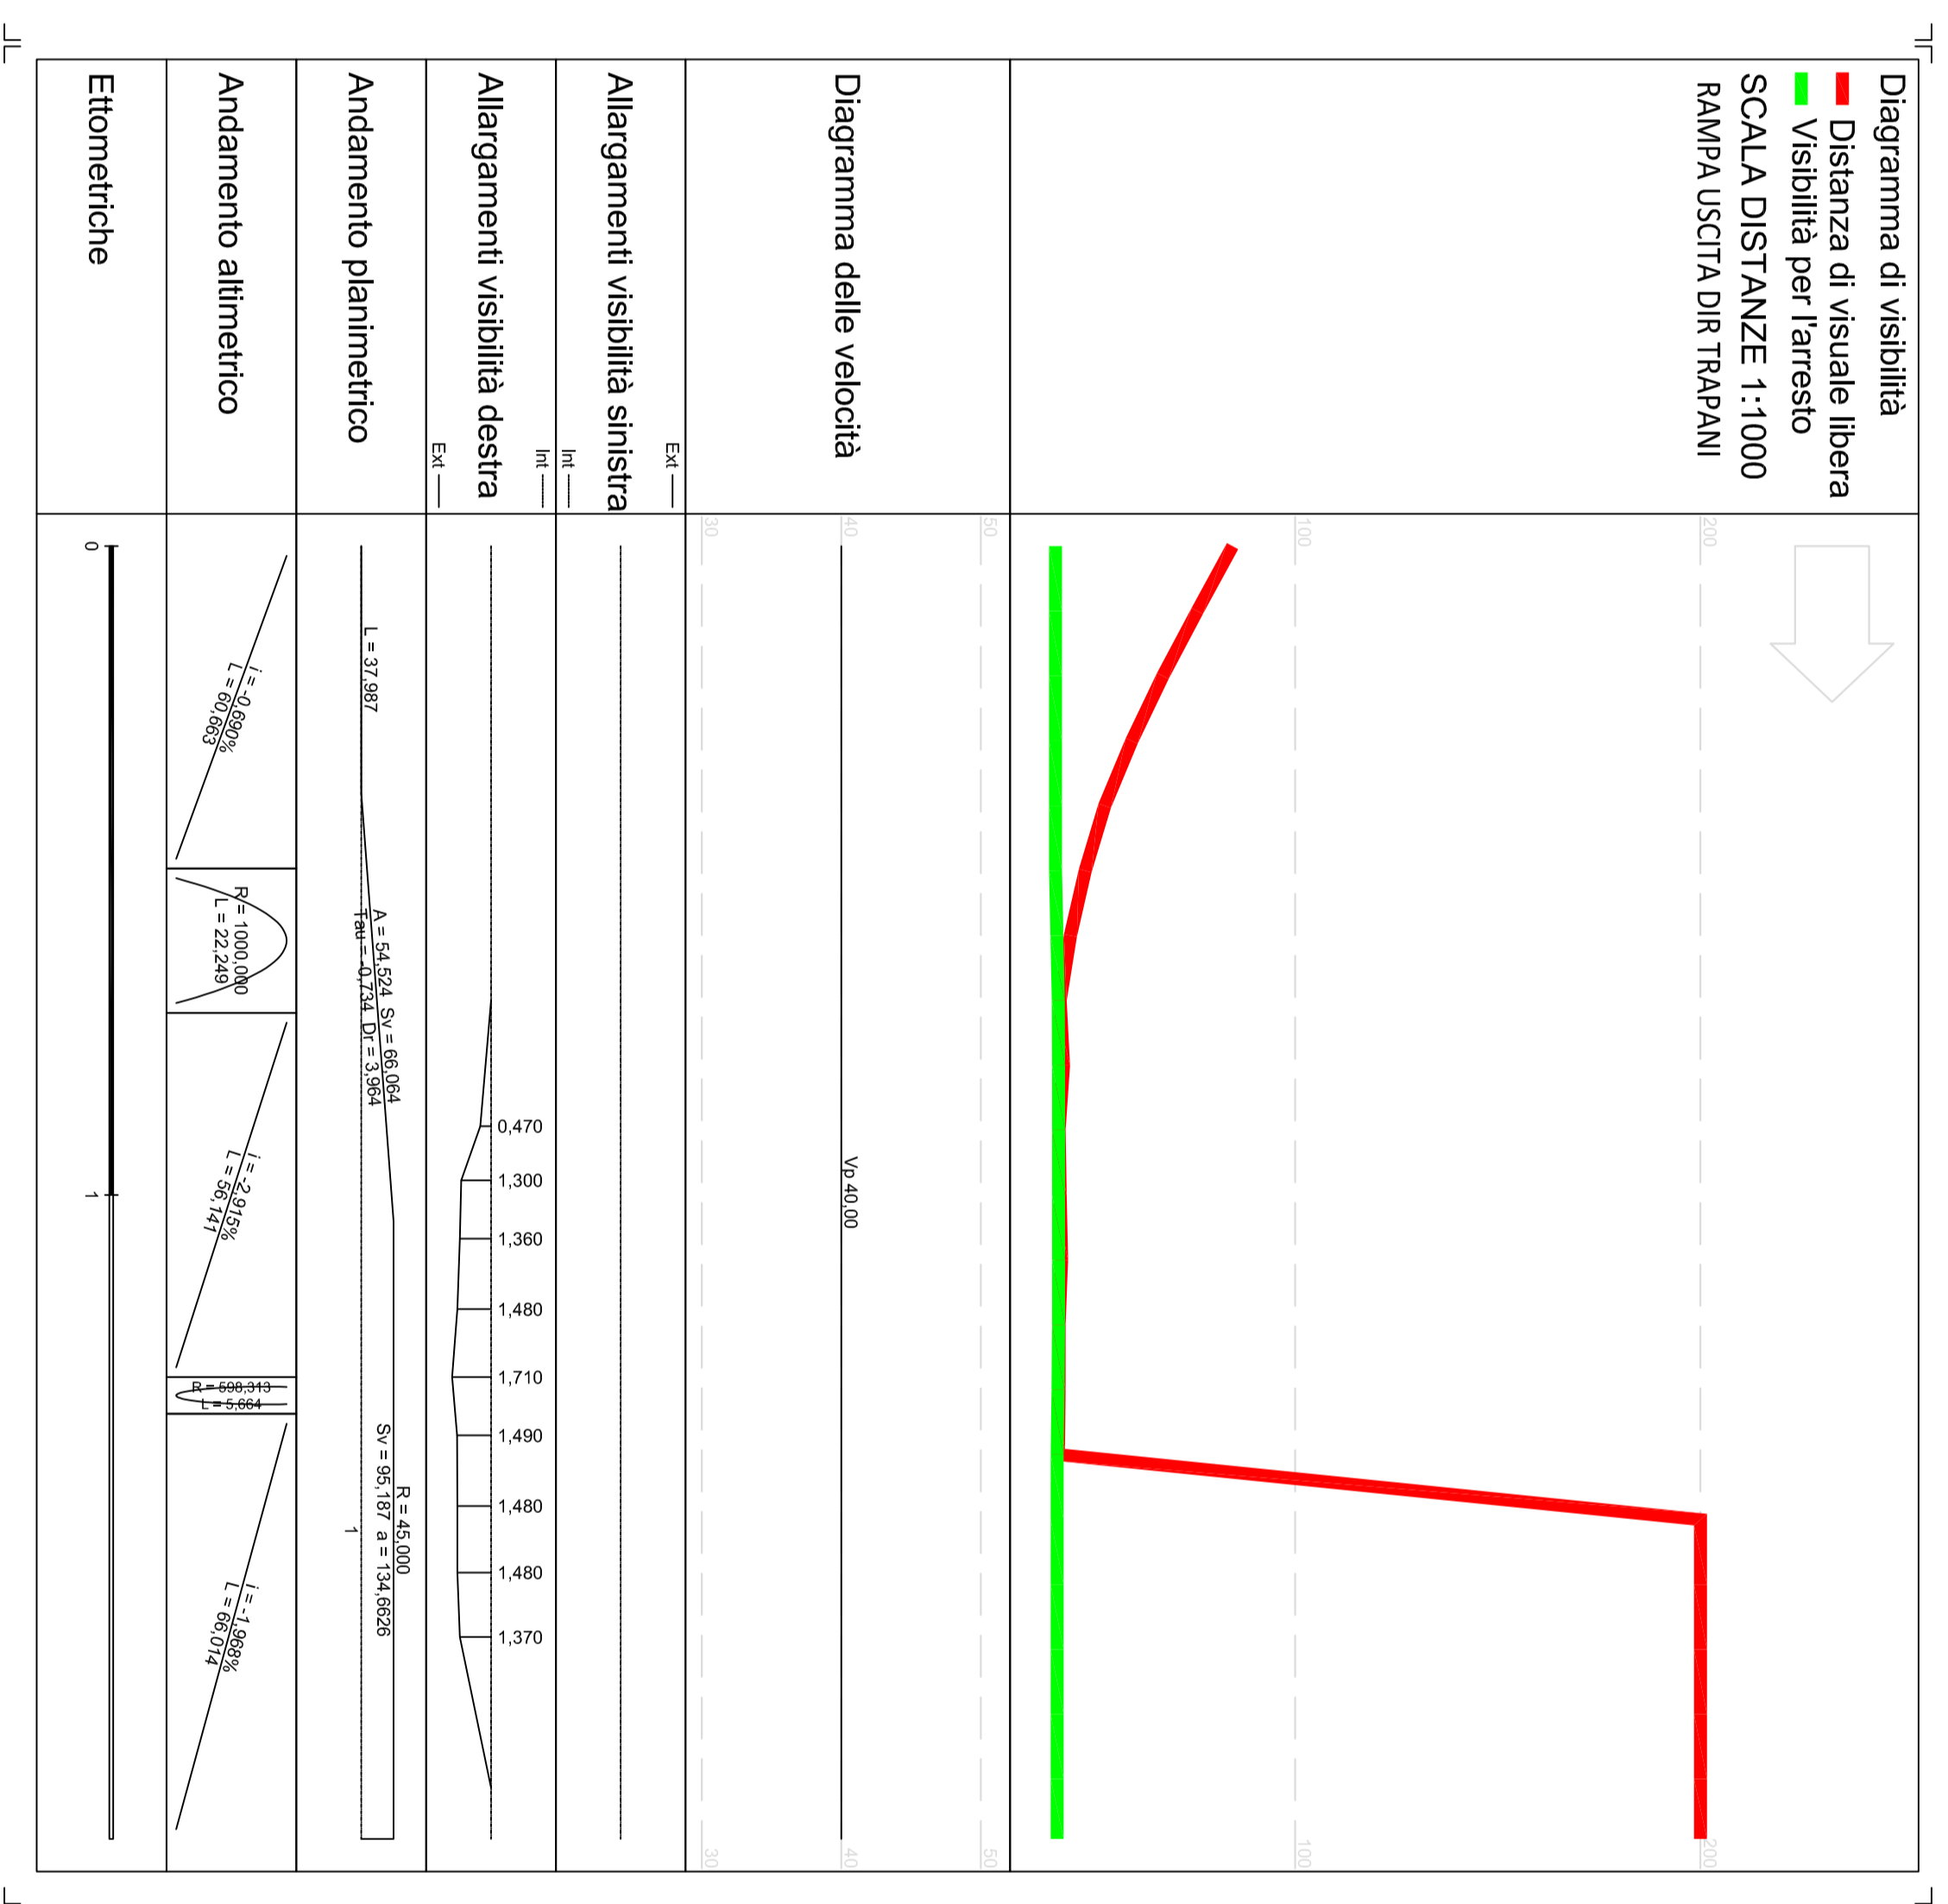 Diagramma di visibilità
Distanza di visuale libera
Visibilità per l'arresto
SCALA DISTANZE 1:1000
RAMPA USCITA DIR TRAPANI
200
200
100
100
Diagramma delle velocità
50
50
40
40
30
30
Vp 40,00
Allargamenti visibilità sinistra
Ext
Int
Allargamenti visibilità destra
Int
Ext
0,470
1,300
1,360
1,480
1,710
1,490
1,480
1,480
1,370
Andamento planimetrico
L = 37,987
A = 54,524 Sv = 66,064
Tau = -0,734 Dr = 3,964
R = 45,000
Sv = 95,187 a = 134,6626
1
Andamento altimetrico
i = -0,690%
L = 60,663
R = 1000,000
L = 22,249
i = -2,915%
L = 56,141
R = 598,313
L = 5,664
i = -1,968%
L = 66,014
Ettometriche
0
1